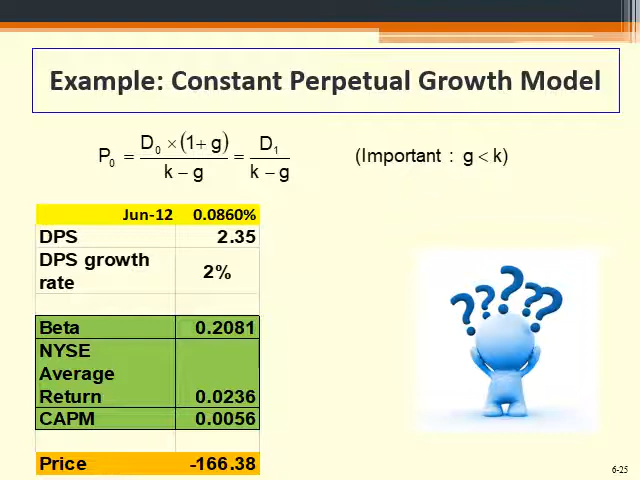 Example: Constant Perpetual Growth Model
P₀ = D₀ × (1 + g) / k − g = D₁ / k − g (Important : g < k)
Jun-12 0.0860%
DPS 2.35
DPS growth
rate 2%
Beta 0.2081
NYSE
Average
Return 0.0236
CAPM 0.0056
Price -166.38
? ? ? ? ?
6-25